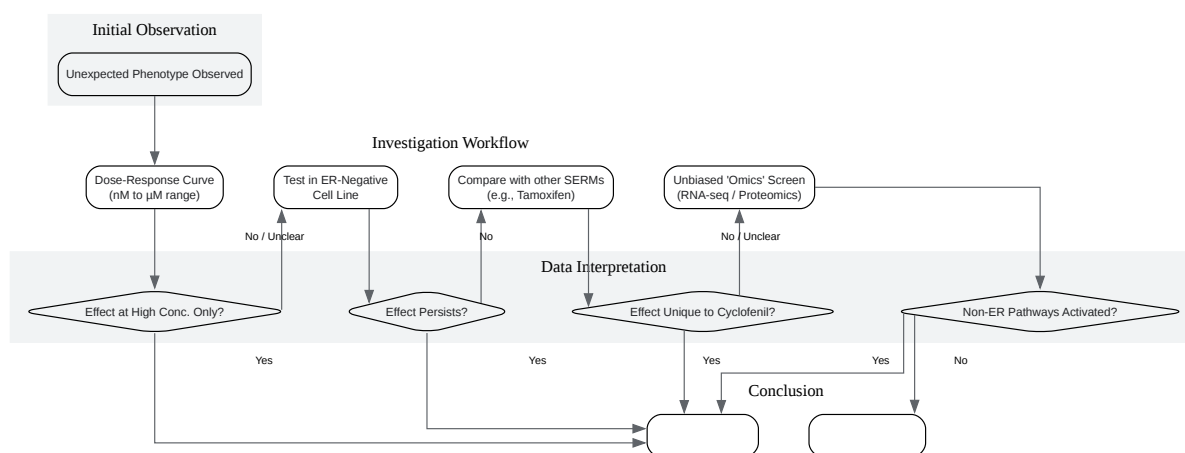 Initial Observation
Unexpected Phenotype Observed
Investigation Workflow
Dose-Response Curve
(nM to µM range)
Test in ER-Negative
Cell Line
Compare with other SERMs
(e.g., Tamoxifen)
Unbiased 'Omics' Screen
(RNA-seq / Proteomics)
No / Unclear
No
No / Unclear
Data Interpretation
Effect at High Conc. Only?
Effect Persists?
Effect Unique to Cyclofenil?
Non-ER Pathways Activated?
Yes
Yes
Yes
Yes
No
Conclusion